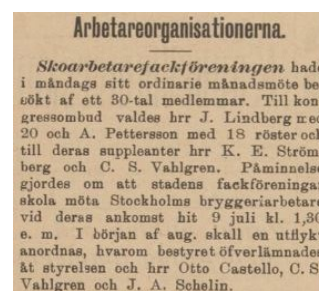 Arbetareorganisationerna.
Skoarbetarefackföreningen hade
i måndags sitt ordinarie månadsmöte be
sökt af ett 30-tal medlemmar. Till kon
gressombud valdes hrr J. Lindberg med
20 och A. Pettersson med 18 röster och
till deras suppleanter hrr K. E. Ström-
berg och C. S. Vahlgren. Påminnelse
gjordes om att stadens fackföreningar
skola möta Stockholms bryggeriarbetare
vid deras ankomst hit 9 juli kl. 1,30
e. m. I början af aug. skall en utflykt
anordnas, hvarom bestyret öfverlämnades
åt styrelsen och hrr Otto Castello, C. S.
Vahlgren och J. A. Schelin.